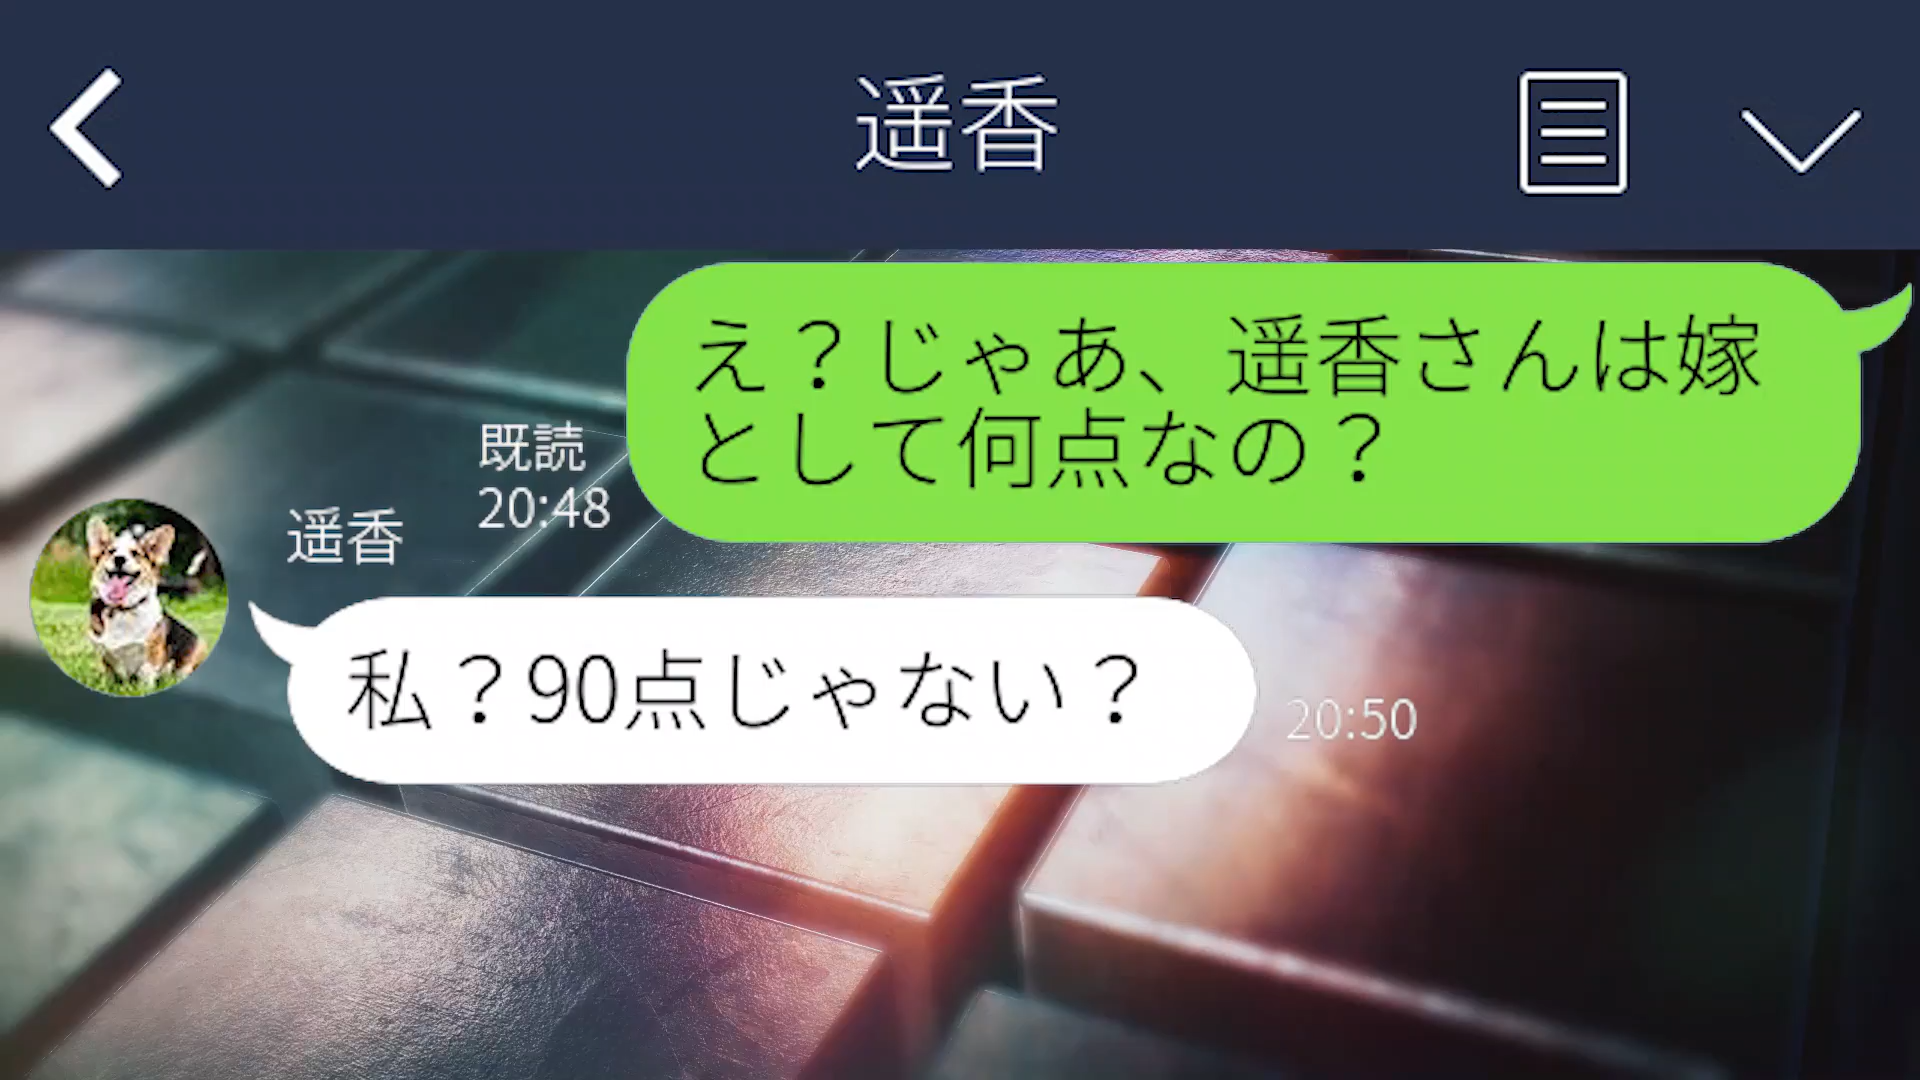 遥香
え？じゃあ、遥香さんは嫁
として何点なの？
既読
20:48
遥香
私？90点じゃない？
20:50